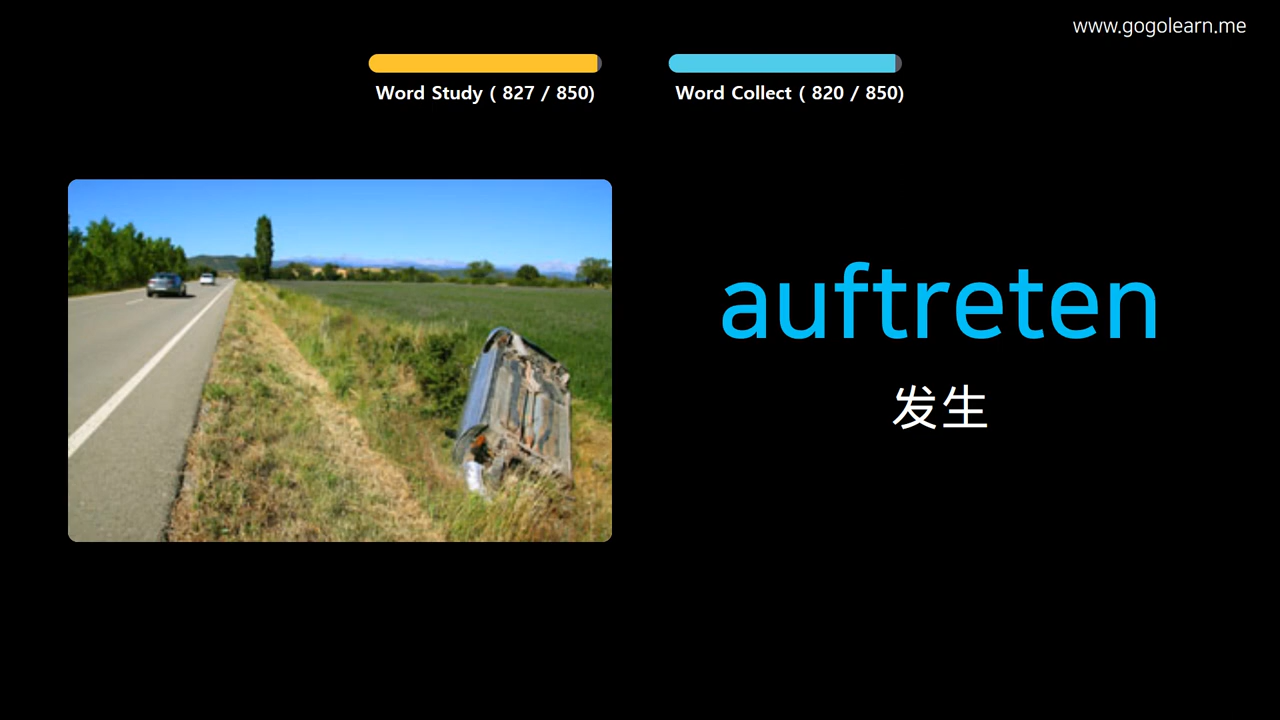 www.gogolearn.me
Word Study ( 827 / 850)
Word Collect ( 820 / 850)
auftreten
发生